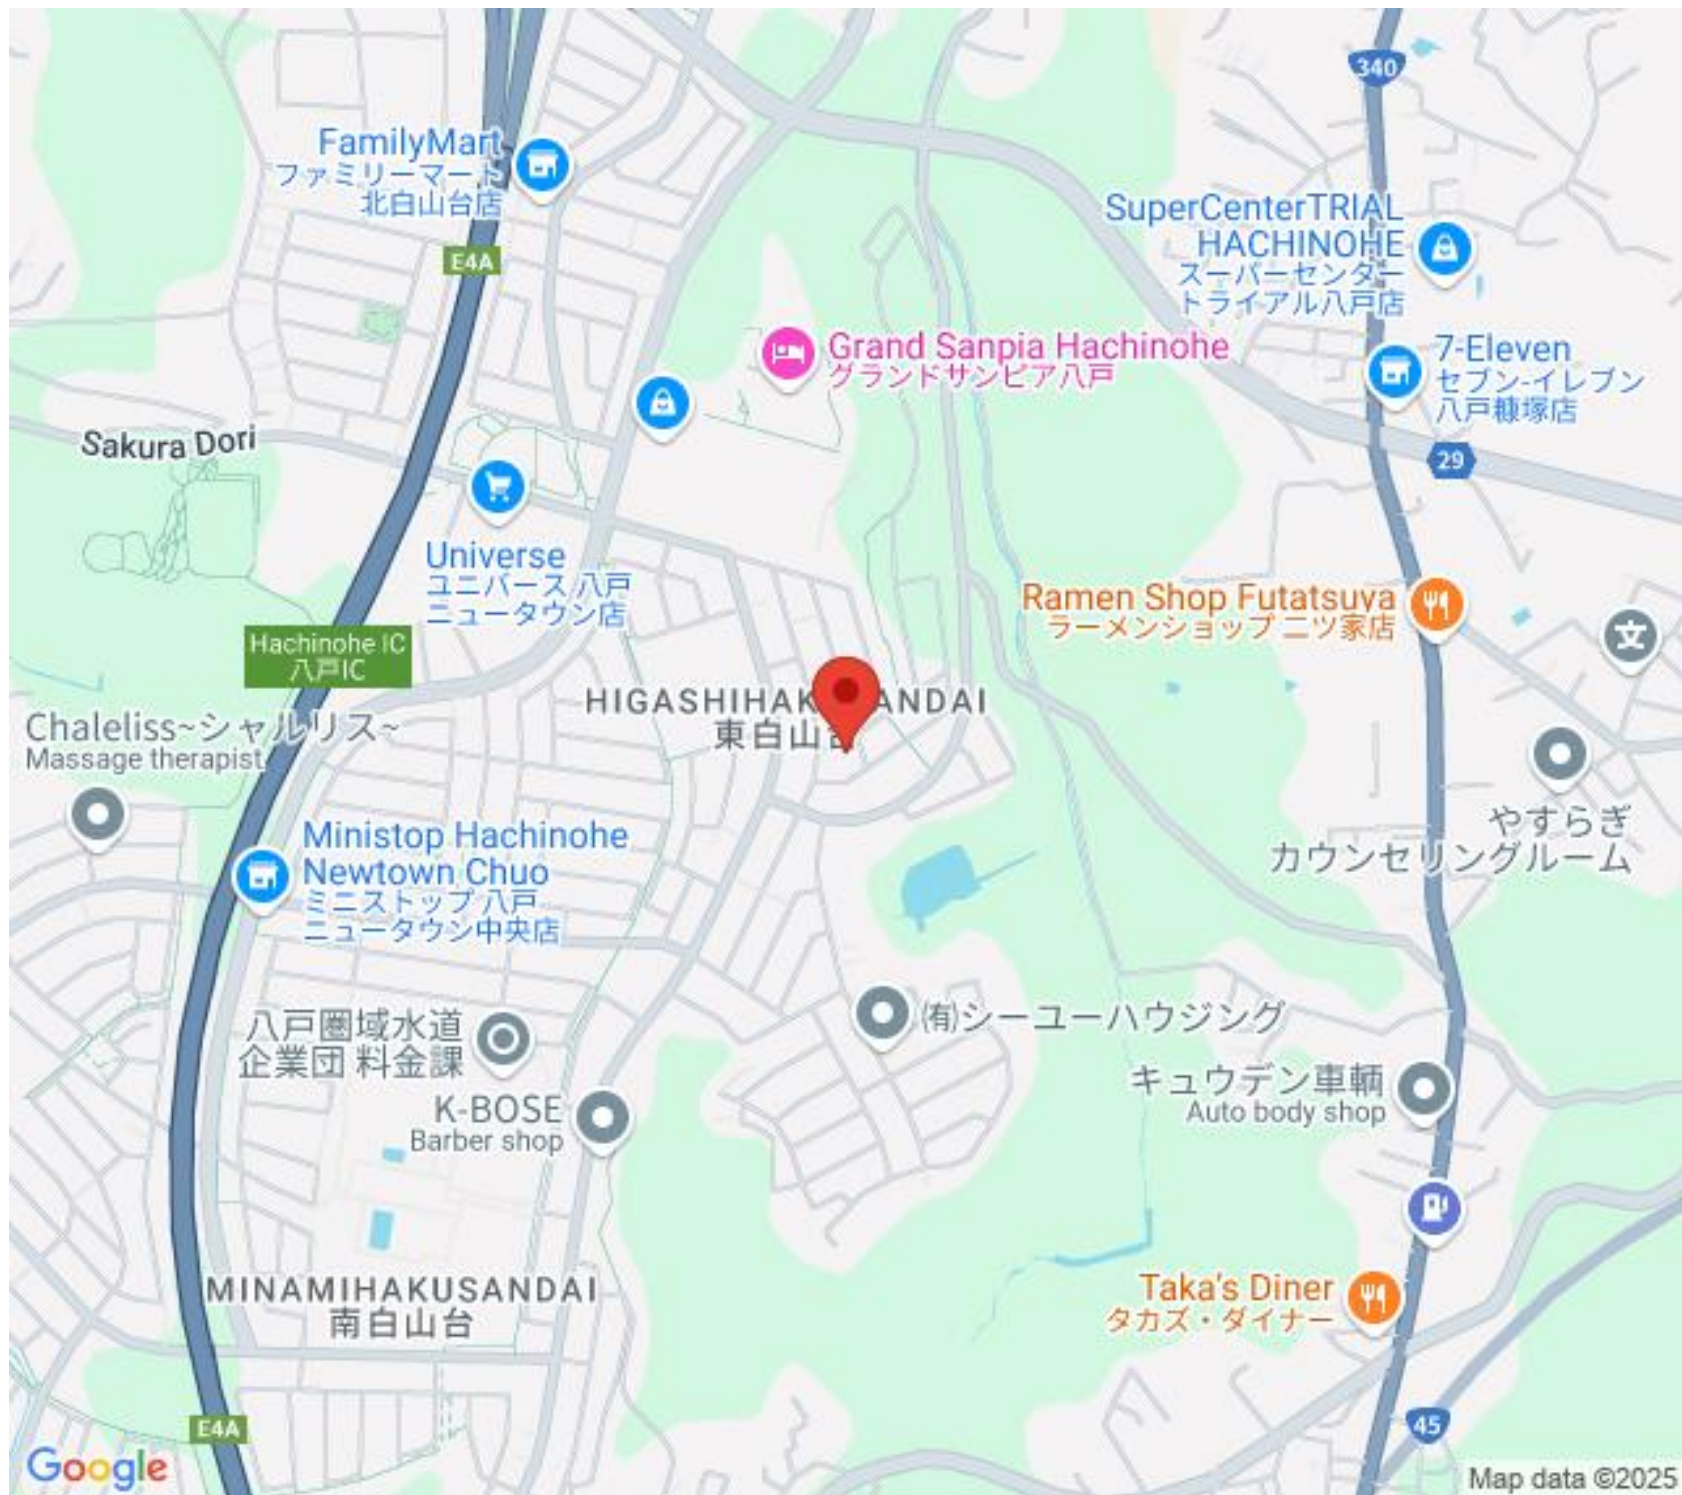 340
FamilyMart
ファミリーマート
北白山台店
E4A
SuperCenterTRIAL
HACHINOHE
スーパーセンター
トライアル八戸店
Grand Sanpia Hachinohe
グランドサンピア八戸
7-Eleven
セブン-イレブン
八戸糠塚店
Sakura Dori
29
Universe
ユニバース 八戸
ニュータウン店
Ramen Shop Futatsuya
ラーメンショップ 二ツ家店
文
Hachinohe IC
八戸IC
HIGASHIHAK ANDAI
東白山台
Chaleliss~シャルリス~
Massage therapist
やすらぎ
カウンセリングルーム
Ministop Hachinohe
Newtown Chuo
ミニストップ 八戸
ニュータウン中央店
㈲シーユーハウジング
八戸圏域水道
企業団 料金課
キュウデン車輌
Auto body shop
K-BOSE
Barber shop
MINAMIHAKUSANDAI
南白山台
Taka's Diner
タカズ・ダイナー
E4A
45
Google
Map data ©2025